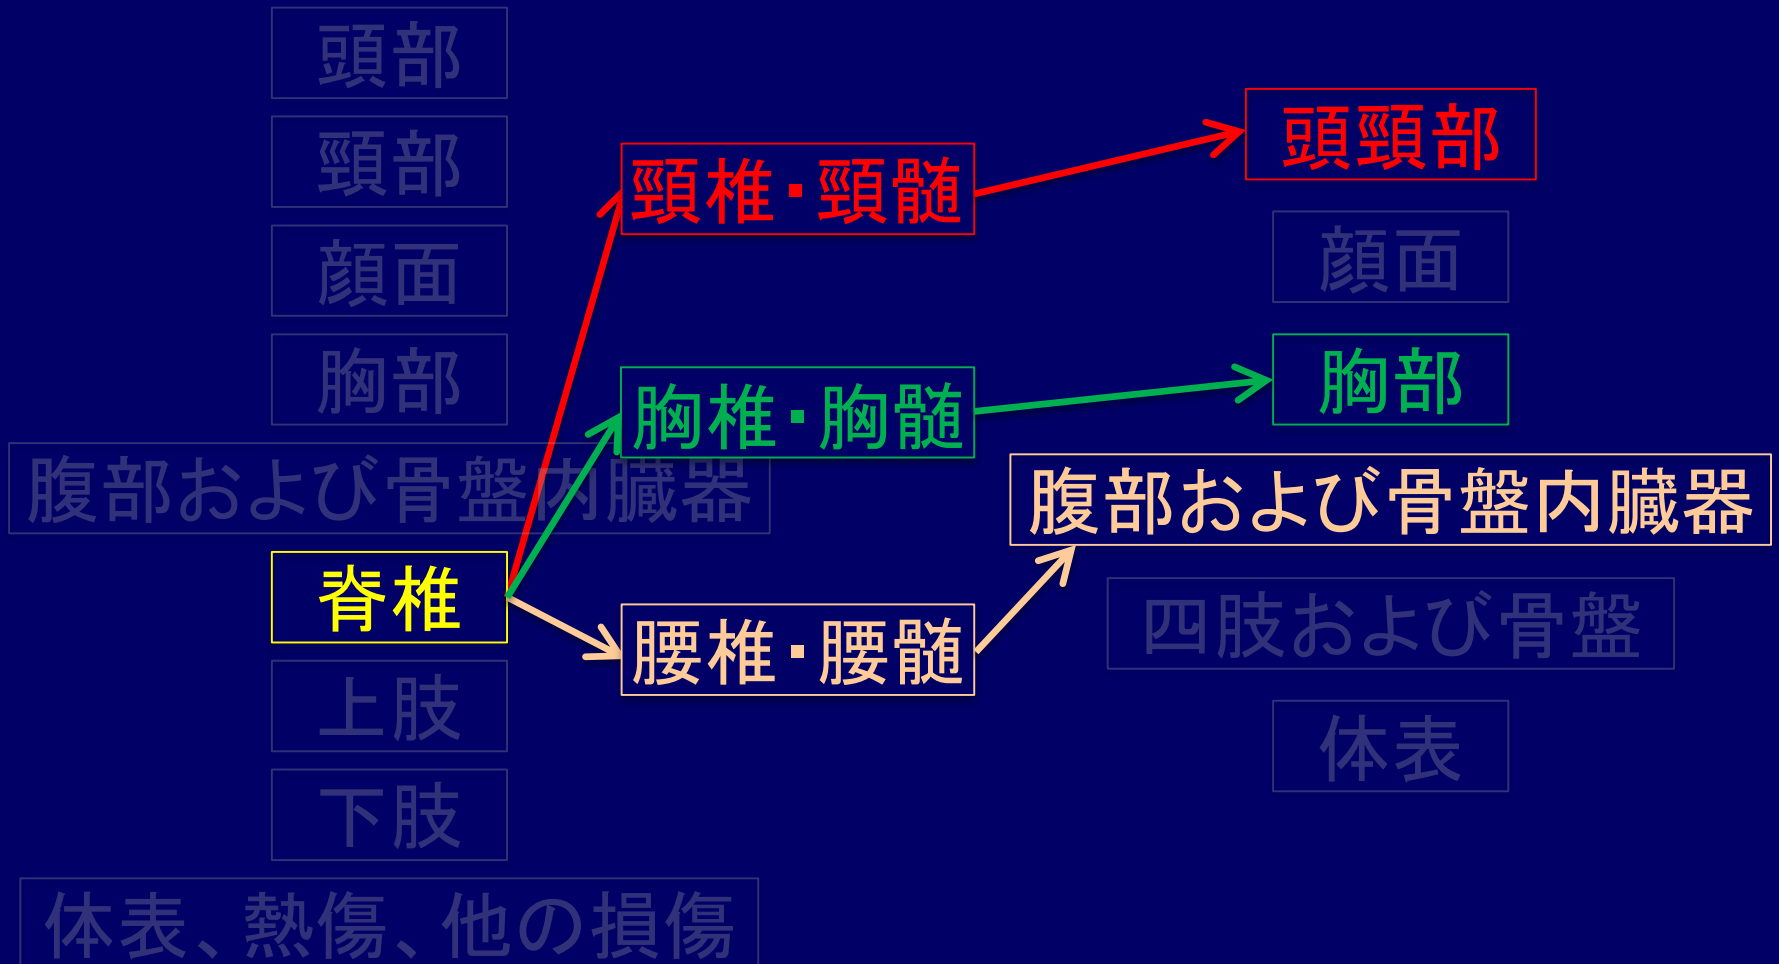 頭部
頸部
顔面
胸部
腹部および骨盤内臓器
脊椎
上肢
下肢
体表、熱傷、他の損傷
頸椎・頸髄
胸椎・胸髄
腰椎・腰髄
頭頸部
顔面
胸部
腹部および骨盤内臓器
四肢および骨盤
体表